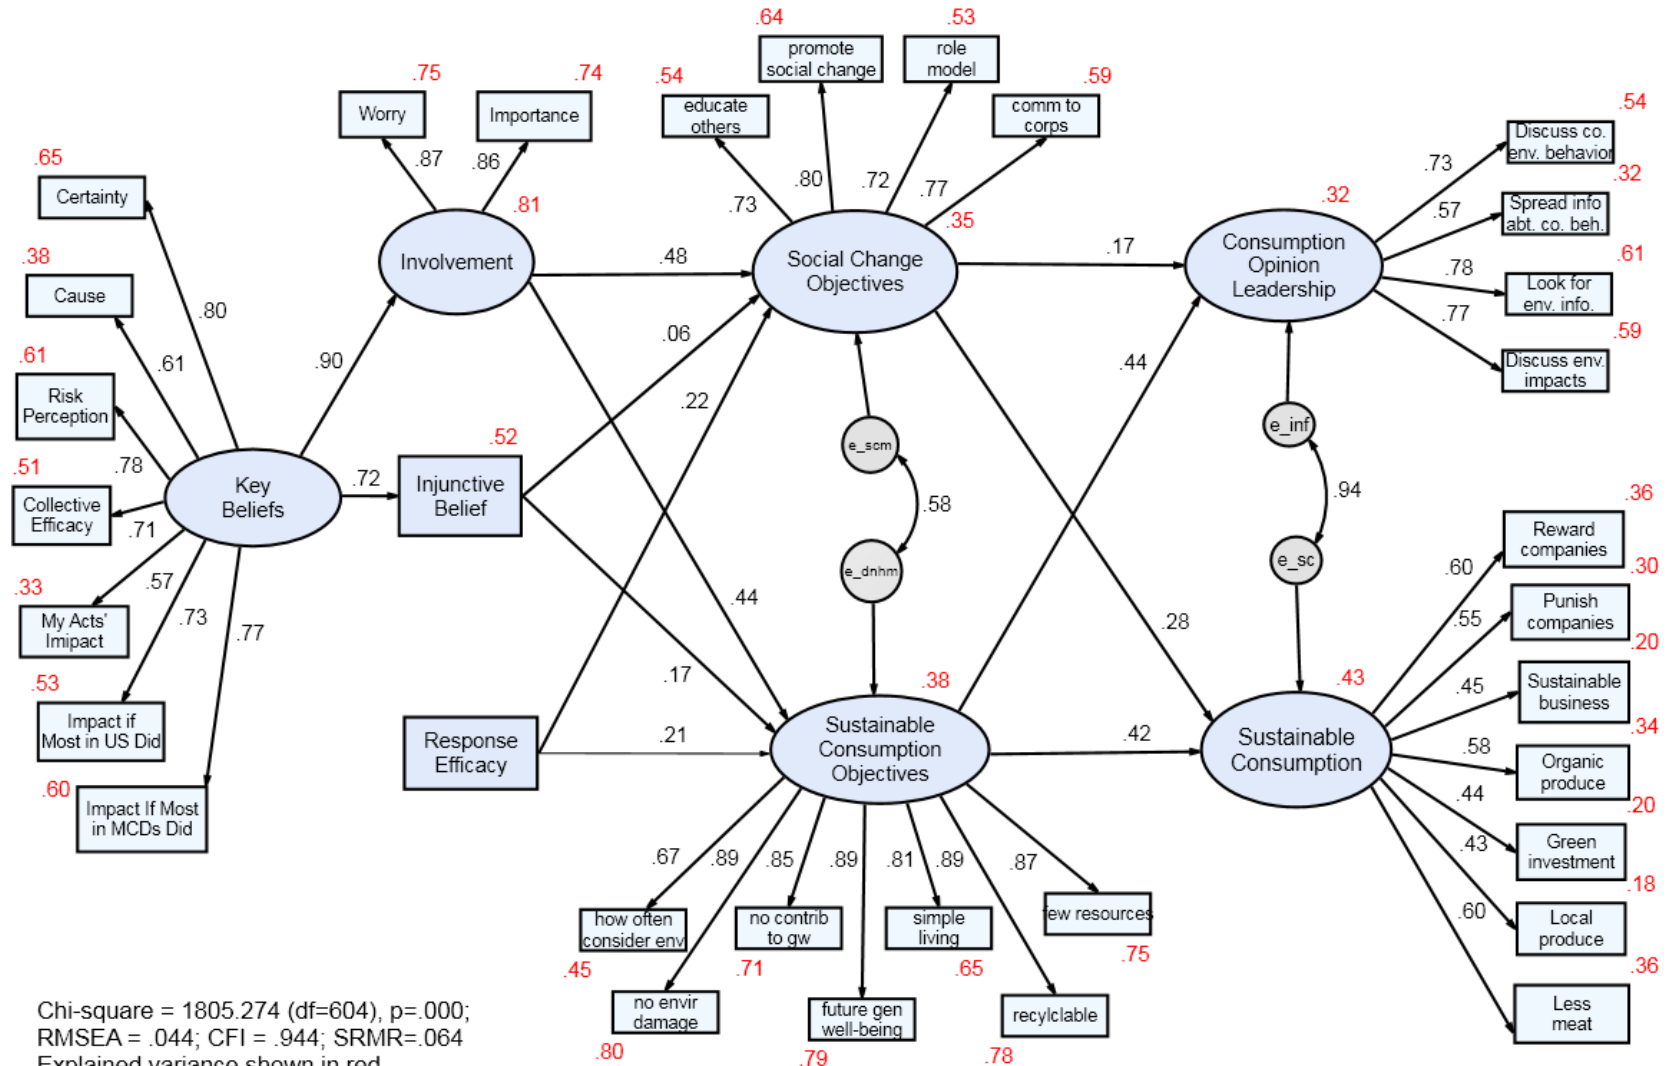 .64
.53
promote
social change
role
model
.75
.74
.54
.59
Worry
Importance
educate
others
comm to
corps
.54
Discuss co.
env. behavior
.87
.86
.80
.72
.77
.73
.73
.65
Certainty
.81
.35
.32
.32
.57
Spread info
abt. co. beh.
Involvement
.48
Social Change
Objectives
.17
Consumption
Opinion
Leadership
.61
.78
Look for
env. info.
.38
Cause
.80
.77
.59
.61
.90
.06
.44
Discuss env.
impacts
.61
Risk
Perception
.22
.78
.52
e_scm
e_inf
.51
Collective
Efficacy
Key
Beliefs
.72
Injunctive
Belief
.58
.94
.36
.71
Reward
companies
e_dnhm
e_sc
.60
.30
.33
.57
.44
Punish
companies
My Acts'
Imipact
.73
.77
.28
.55
.20
.53
.17
.38
.43
.45
Sustainable
business
Impact if
Most in US Did
.34
Response
Efficacy
.21
Sustainable
Consumption
Objectives
.42
Sustainable
Consumption
.58
Organic
produce
.60
.44
.20
Impact If Most
in MCDs Did
.43
Green
investment
.67
.89
.85
.89
.81
.89
.87
.18
how often
consider env
no contrib
to gw
simple
living
few resources
.60
Local
produce
.45
.71
.65
.75
.36
no envir
damage
future gen
well-being
recylclable
Less
meat
.80
.79
.78
Chi-square = 1805.274 (df=604), p=.000;
RMSEA = .044; CFI = .944; SRMR=.064
Explained variance shown in red